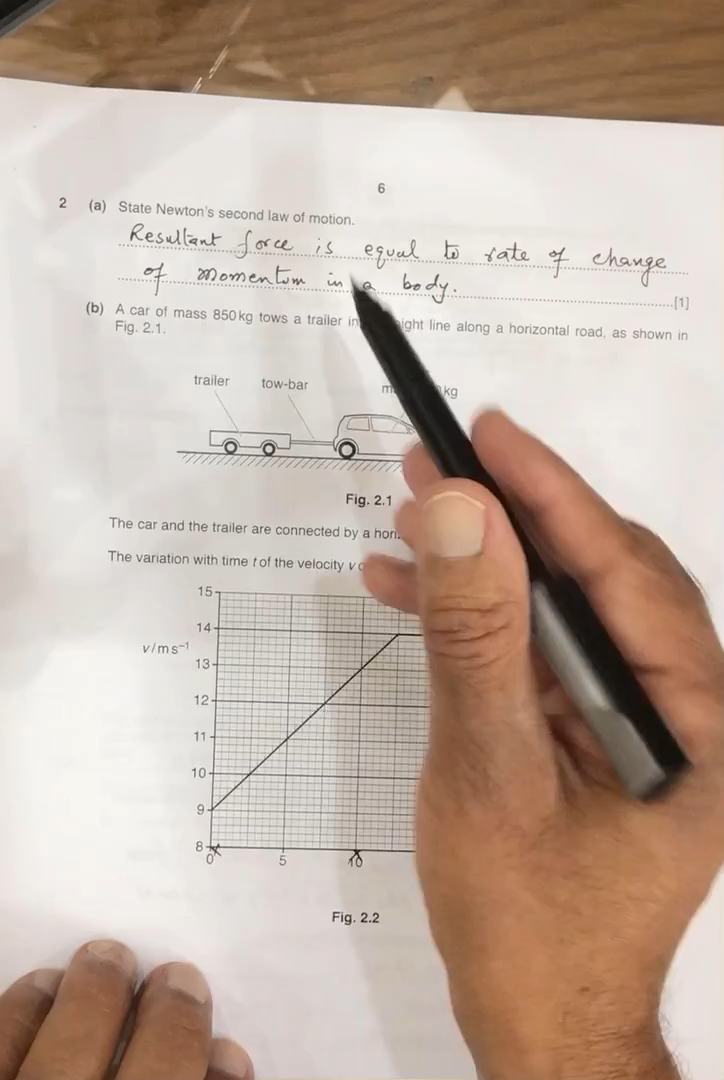 6
2 (a) State Newton's second law of motion.
Resultant force is equal to rate of change
of momentum in a body.
[1]
(b) A car of mass 850 kg tows a trailer in ight line along a horizontal road, as shown in
Fig. 2.1.
trailer tow-bar m kg
Fig. 2.1
The car and the trailer are connected by a hori
The variation with time t of the velocity v o
15
14
v/m s⁻¹
13
12
11
10
9
8
0 5 10
Fig. 2.2